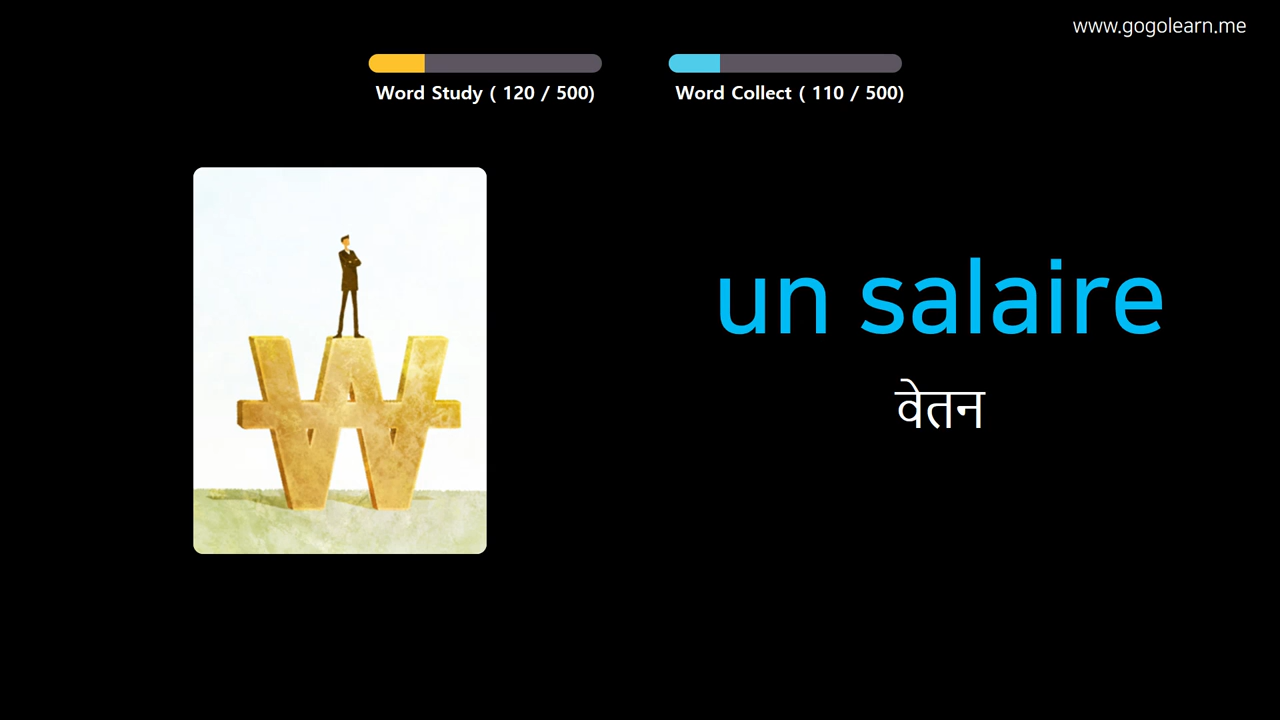 www.gogolearn.me
Word Study ( 120 / 500)
Word Collect ( 110 / 500)
un salaire
वेतन